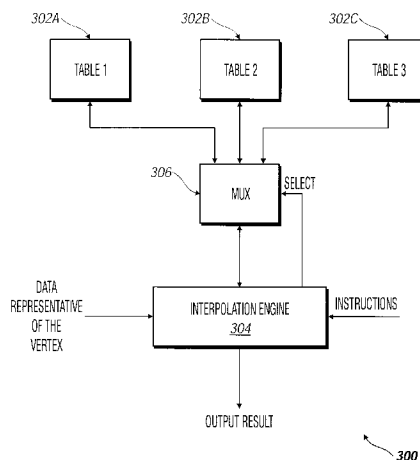 302A
302B
302C
TABLE 1
TABLE 2
TABLE 3
306
MUX
SELECT
DATA
REPRESENTATIVE
OF THE
VERTEX
INTERPOLATION ENGINE
304
INSTRUCTIONS
OUTPUT RESULT
300